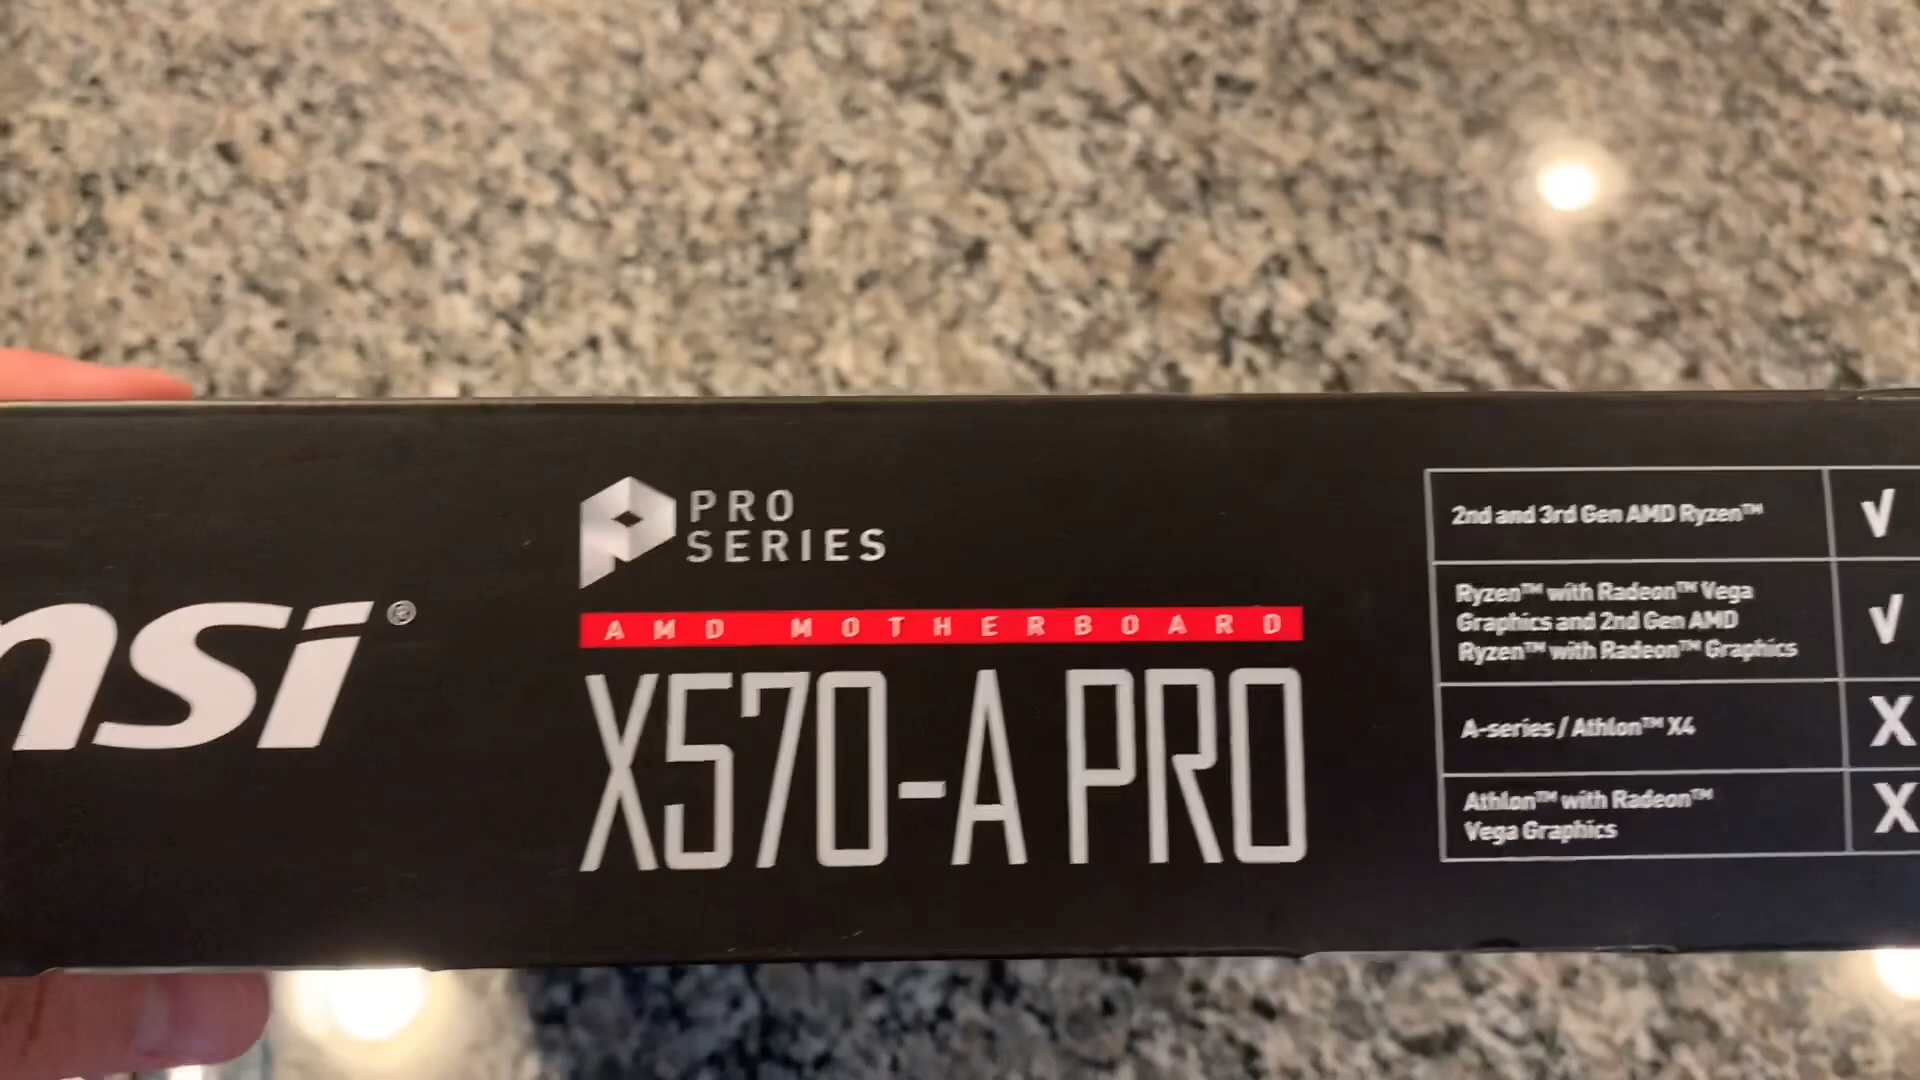 msi®
PRO
SERIES
AMD MOTHERBOARD
X570-A PRO
2nd and 3rd Gen AMD Ryzen™ √
Ryzen™ with Radeon™ Vega
Graphics and 2nd Gen AMD √
Ryzen™ with Radeon™ Graphics
A-series / Athlon™ X4 X
Athlon™ with Radeon™ X
Vega Graphics